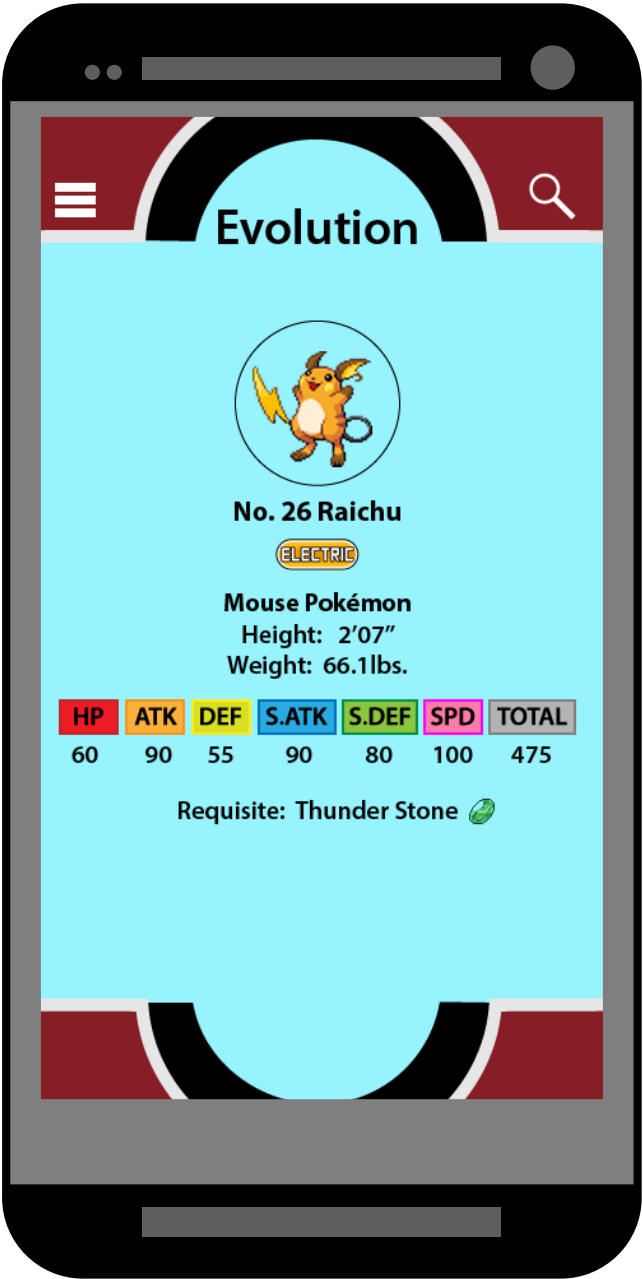 Evolution
No. 26 Raichu
ELECTRIC
Mouse Pokémon
Height: 2’07”
Weight: 66.1lbs.
HP ATK DEF S.ATK S.DEF SPD TOTAL
60 90 55 90 80 100 475
Requisite: Thunder Stone